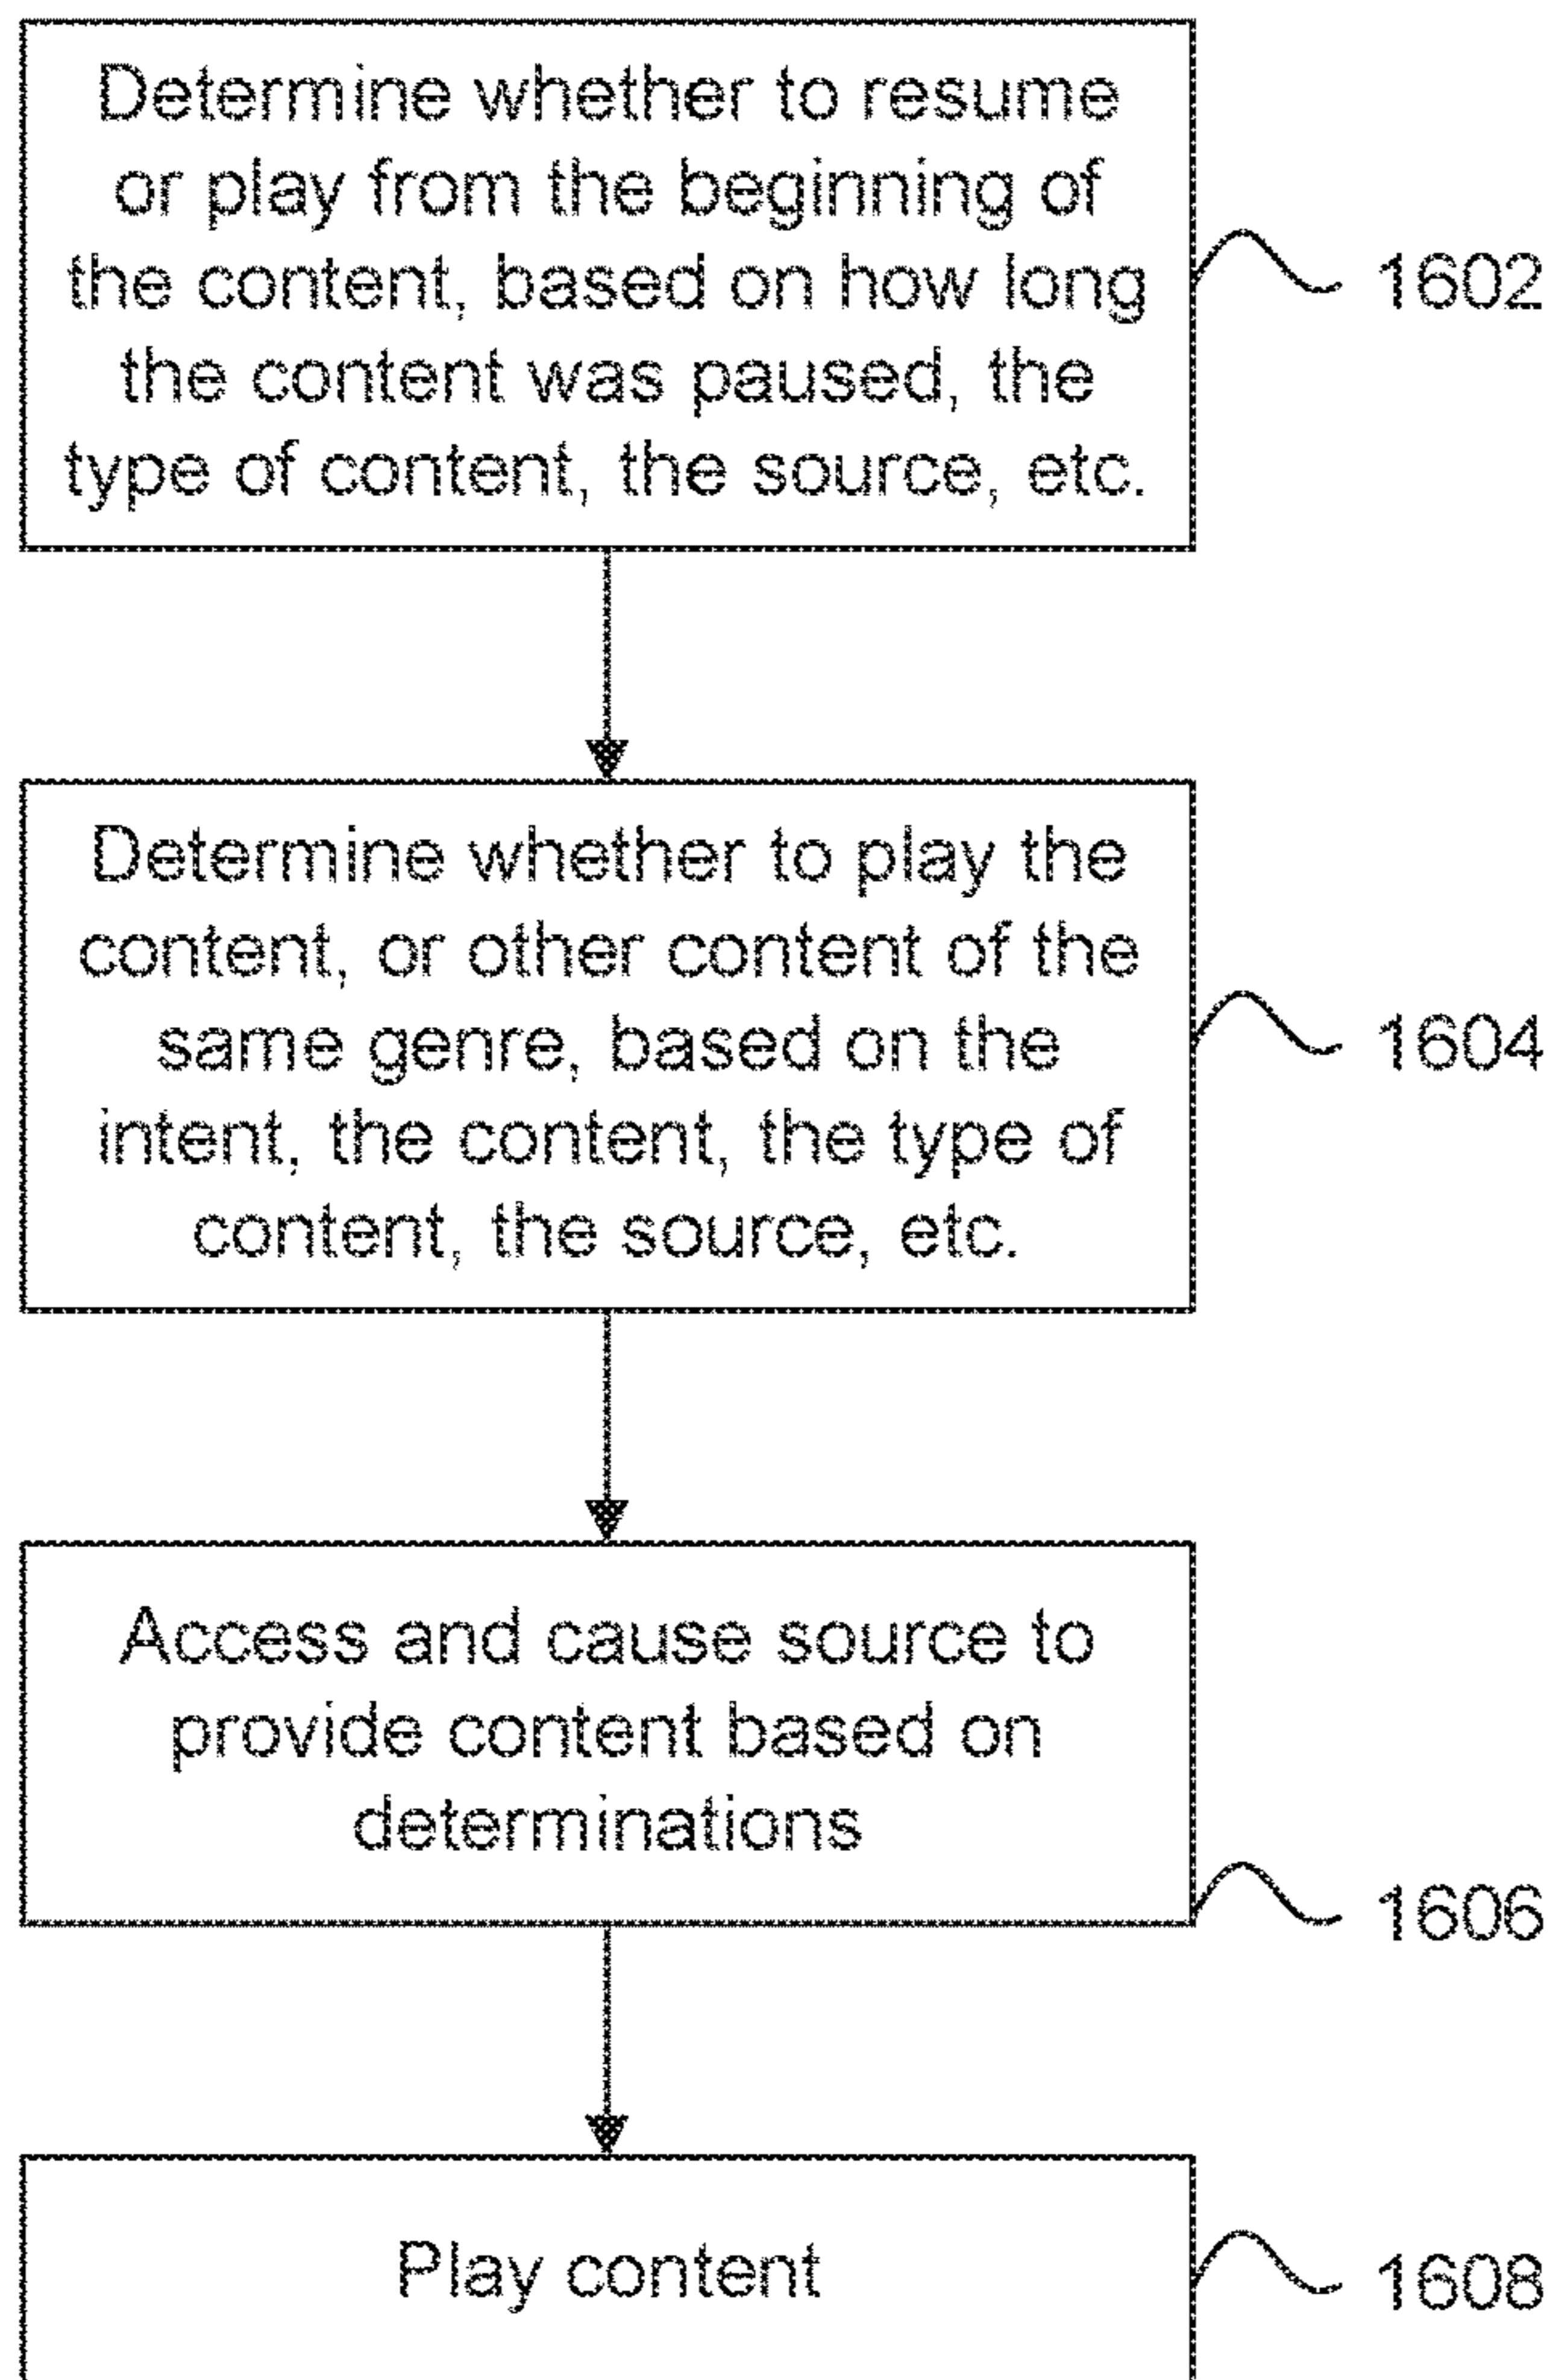 Determine whether to resume
or play from the beginning of
the content, based on how long
the content was paused, the
type of content, the source, etc.
1602
Determine whether to play the
content, or other content of the
same genre, based on the
intent, the content, the type of
content, the source, etc.
1604
Access and cause source to
provide content based on
determinations
1606
Play content
1608